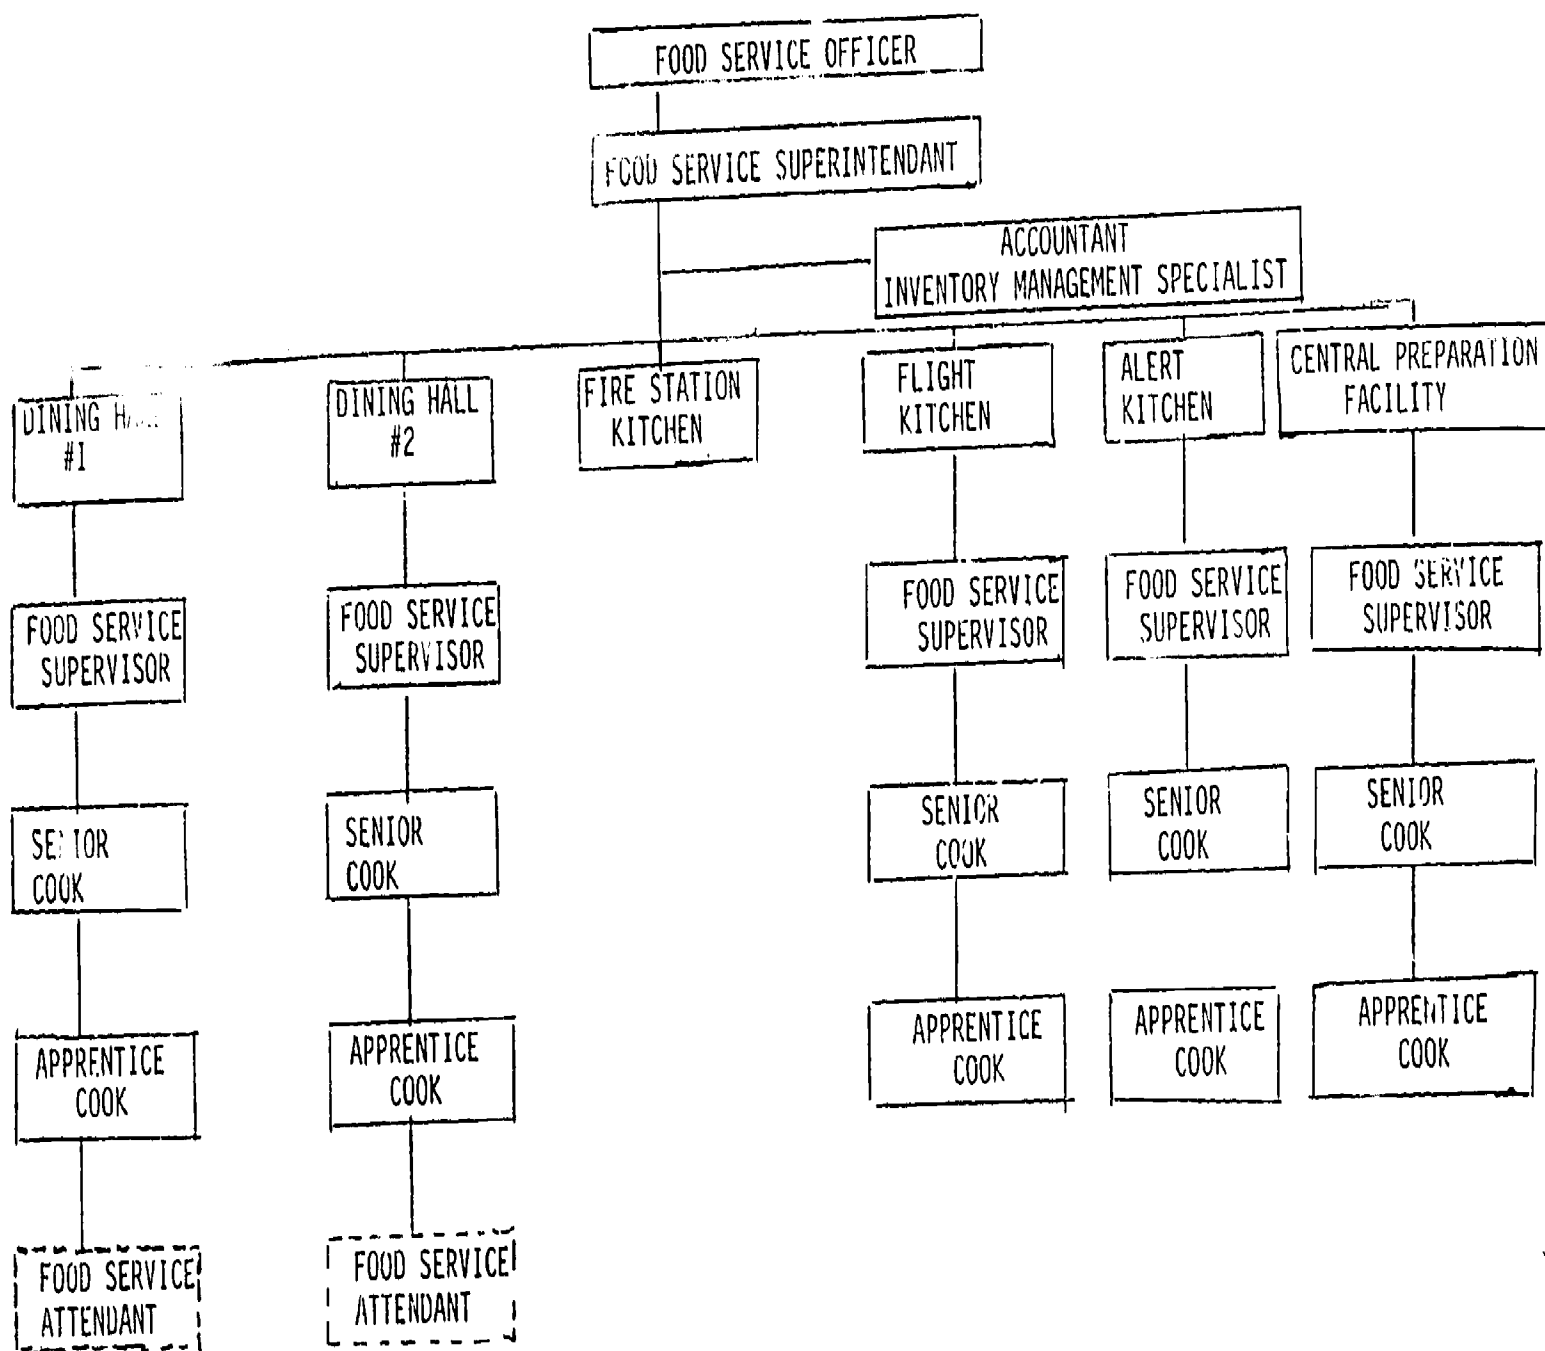 FOOD SERVICE OFFICER
FOOD SERVICE SUPERINTENDANT
ACCOUNTANT
INVENTORY MANAGEMENT SPECIALIST
DINING HALL
#1
DINING HALL
#2
FIRE STATION
KITCHEN
FLIGHT
KITCHEN
ALERT
KITCHEN
CENTRAL PREPARATION
FACILITY
FOOD SERVICE
SUPERVISOR
FOOD SERVICE
SUPERVISOR
FOOD SERVICE
SUPERVISOR
FOOD SERVICE
SUPERVISOR
FOOD SERVICE
SUPERVISOR
SENIOR
COOK
SENIOR
COOK
SENIOR
COOK
SENIOR
COOK
SENIOR
COOK
APPRENTICE
COOK
APPRENTICE
COOK
APPRENTICE
COOK
APPRENTICE
COOK
APPRENTICE
COOK
FOOD SERVICE
ATTENDANT
FOOD SERVICE
ATTENDANT